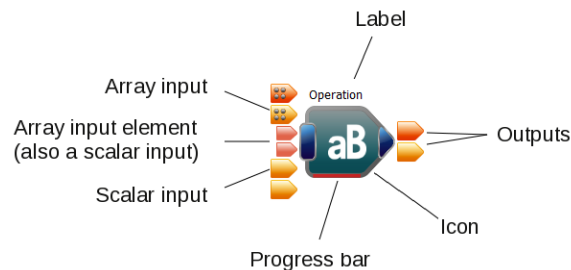 Label
Array input
Operation
Array input element
(also a scalar input)
aB
Outputs
Scalar input
Icon
Progress bar